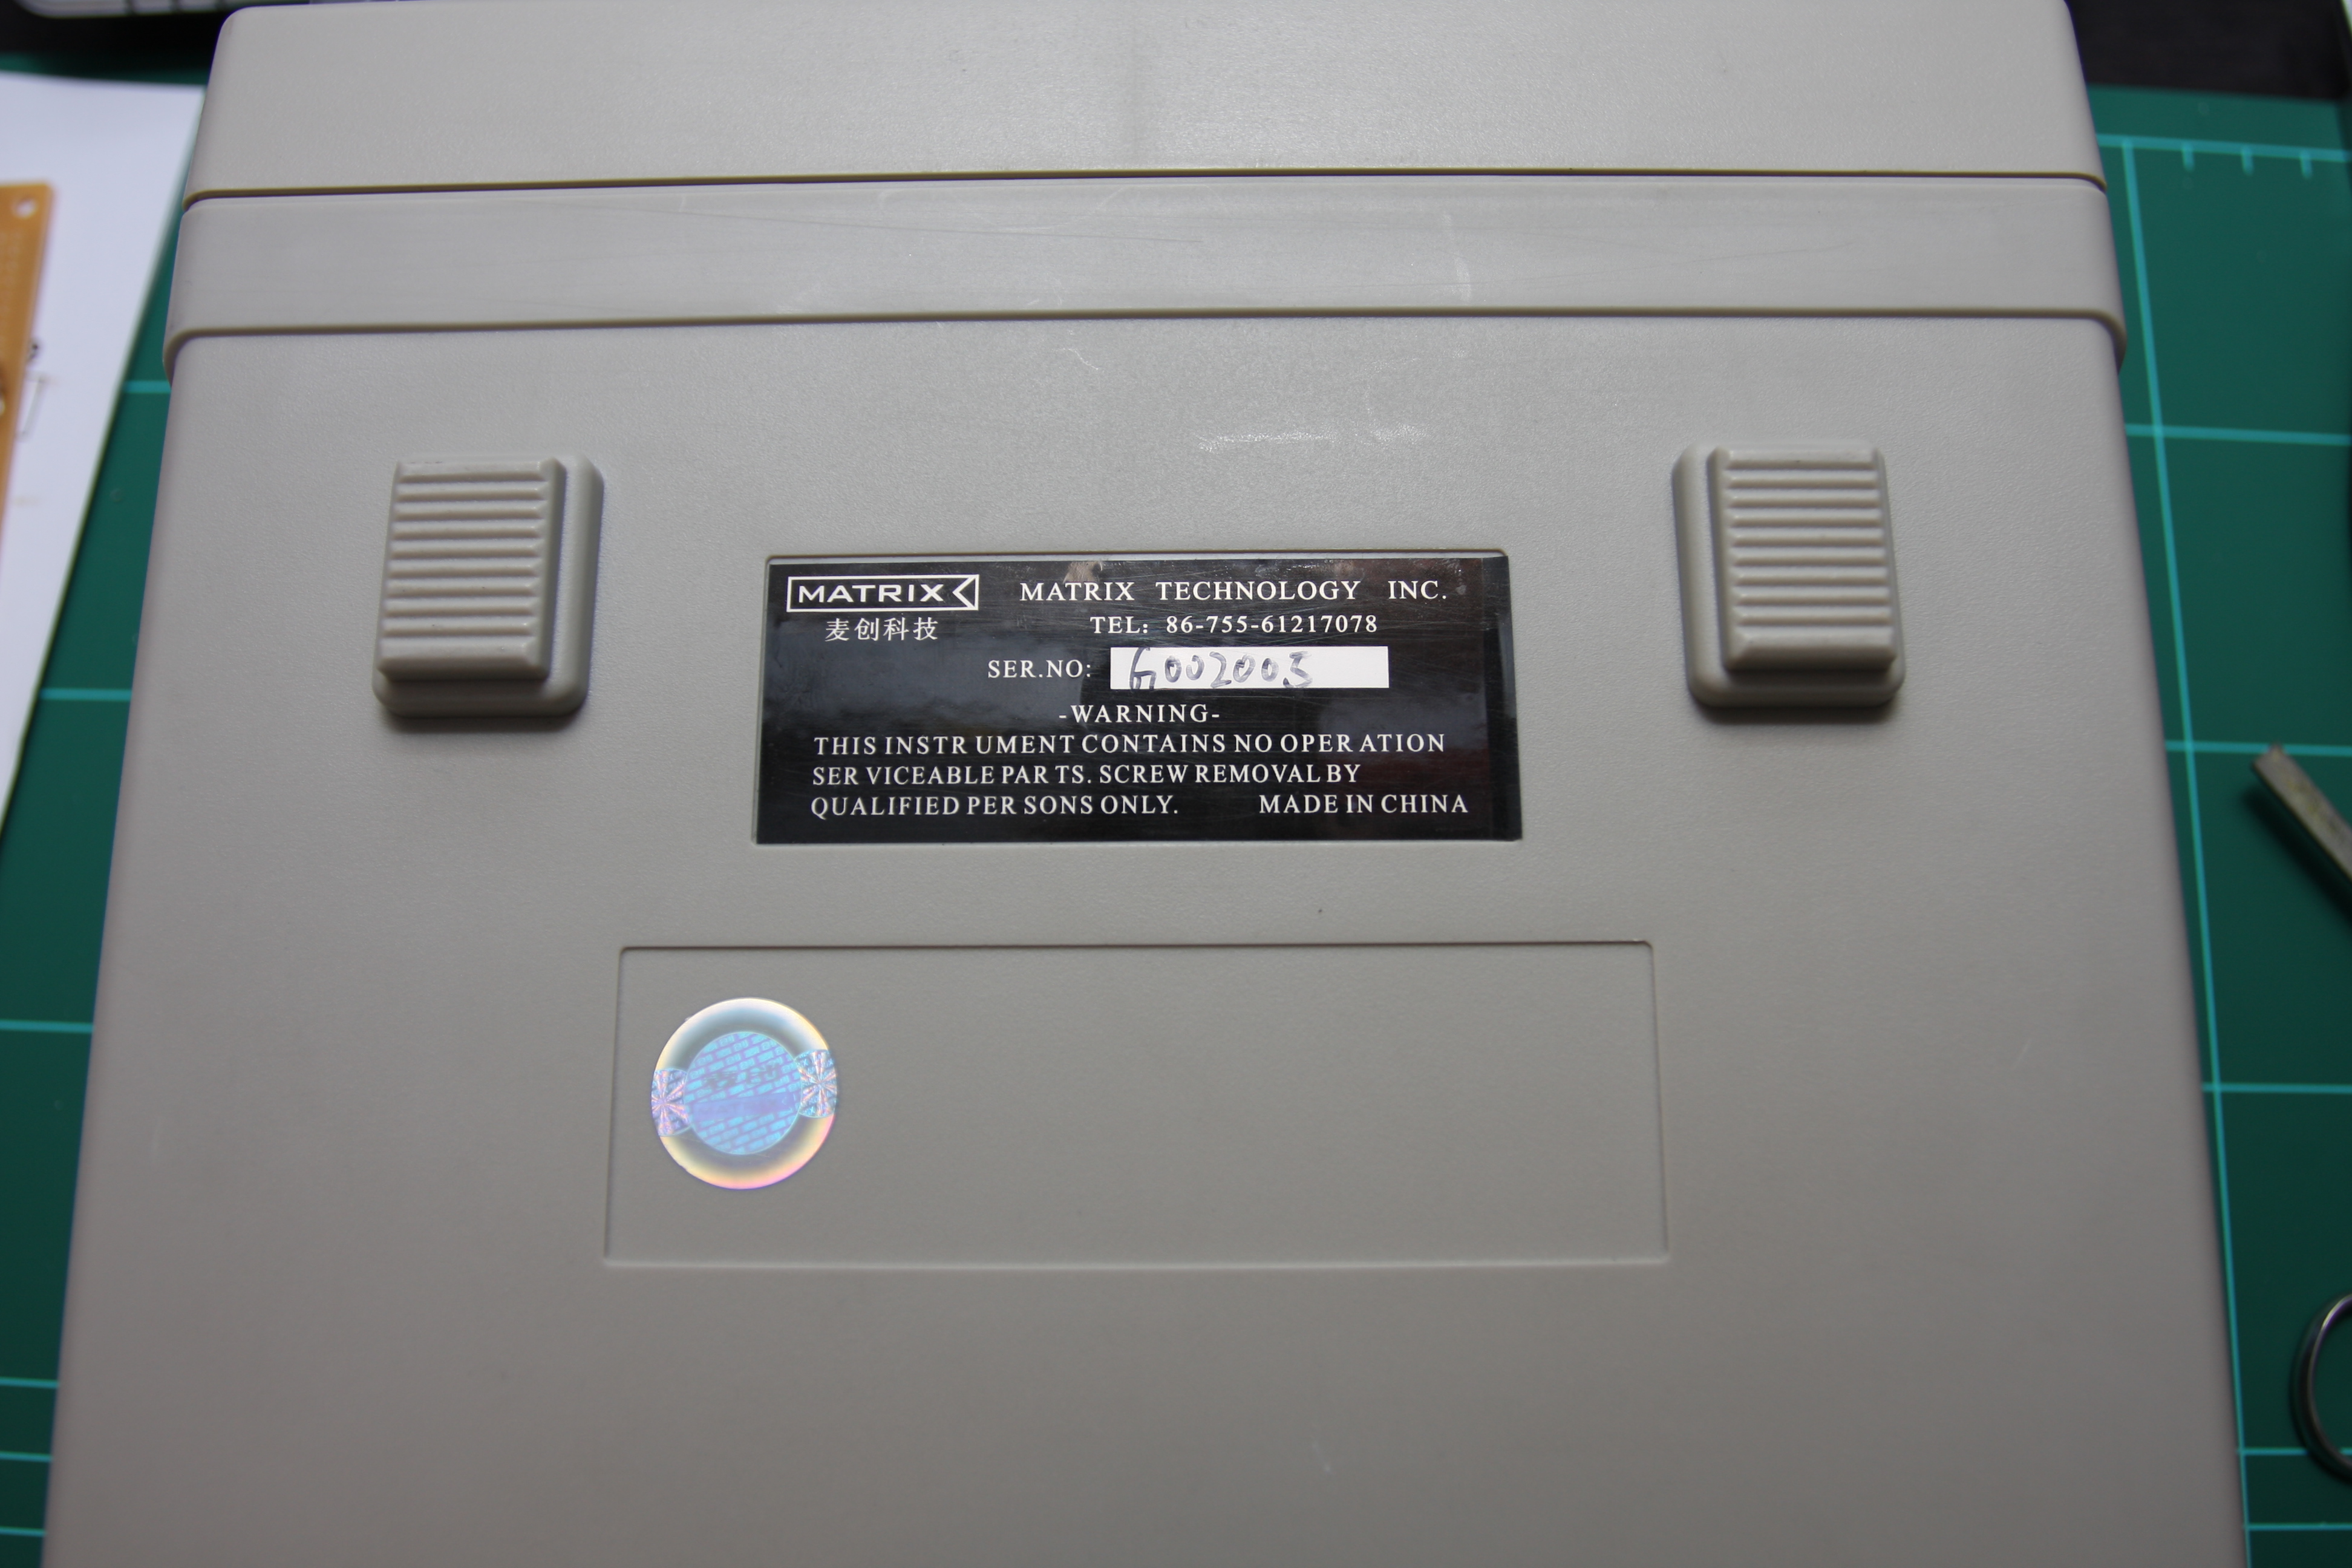 MATRIX MATRIX TECHNOLOGY INC.
麦创科技 TEL: 86-755-61217078
SER.NO: G002003
-WARNING-
THIS INSTR UMENT CONTAINS NO OPER ATION
SER VICEABLE PAR TS. SCREW REMOVAL BY
QUALIFIED PER SONS ONLY. MADE IN CHINA